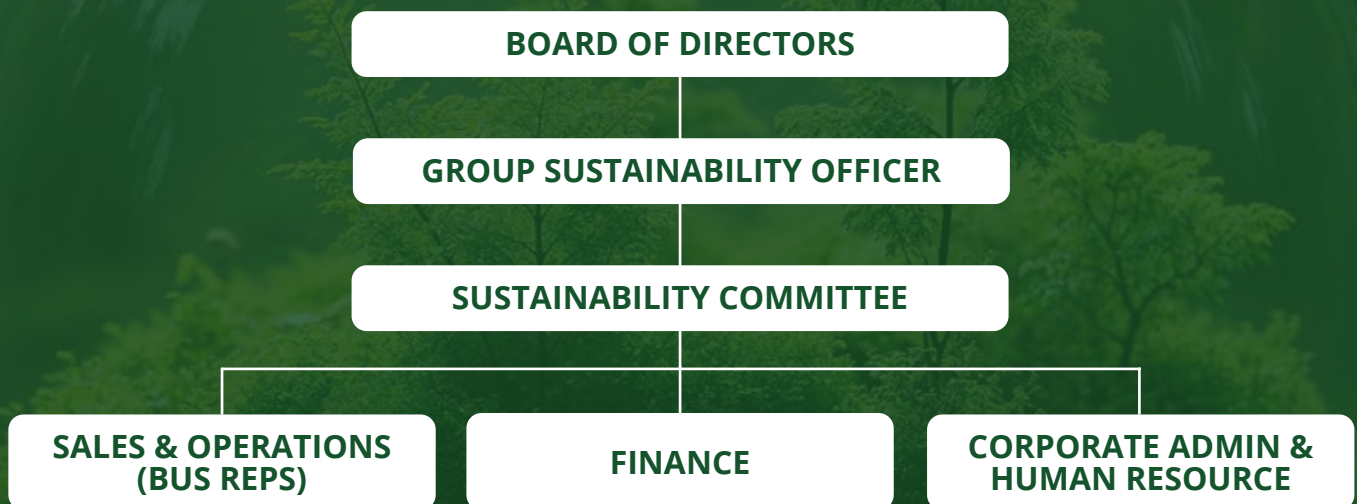 BOARD OF DIRECTORS
GROUP SUSTAINABILITY OFFICER
SUSTAINABILITY COMMITTEE
SALES & OPERATIONS
(BUS REPS)
FINANCE
CORPORATE ADMIN &
HUMAN RESOURCE